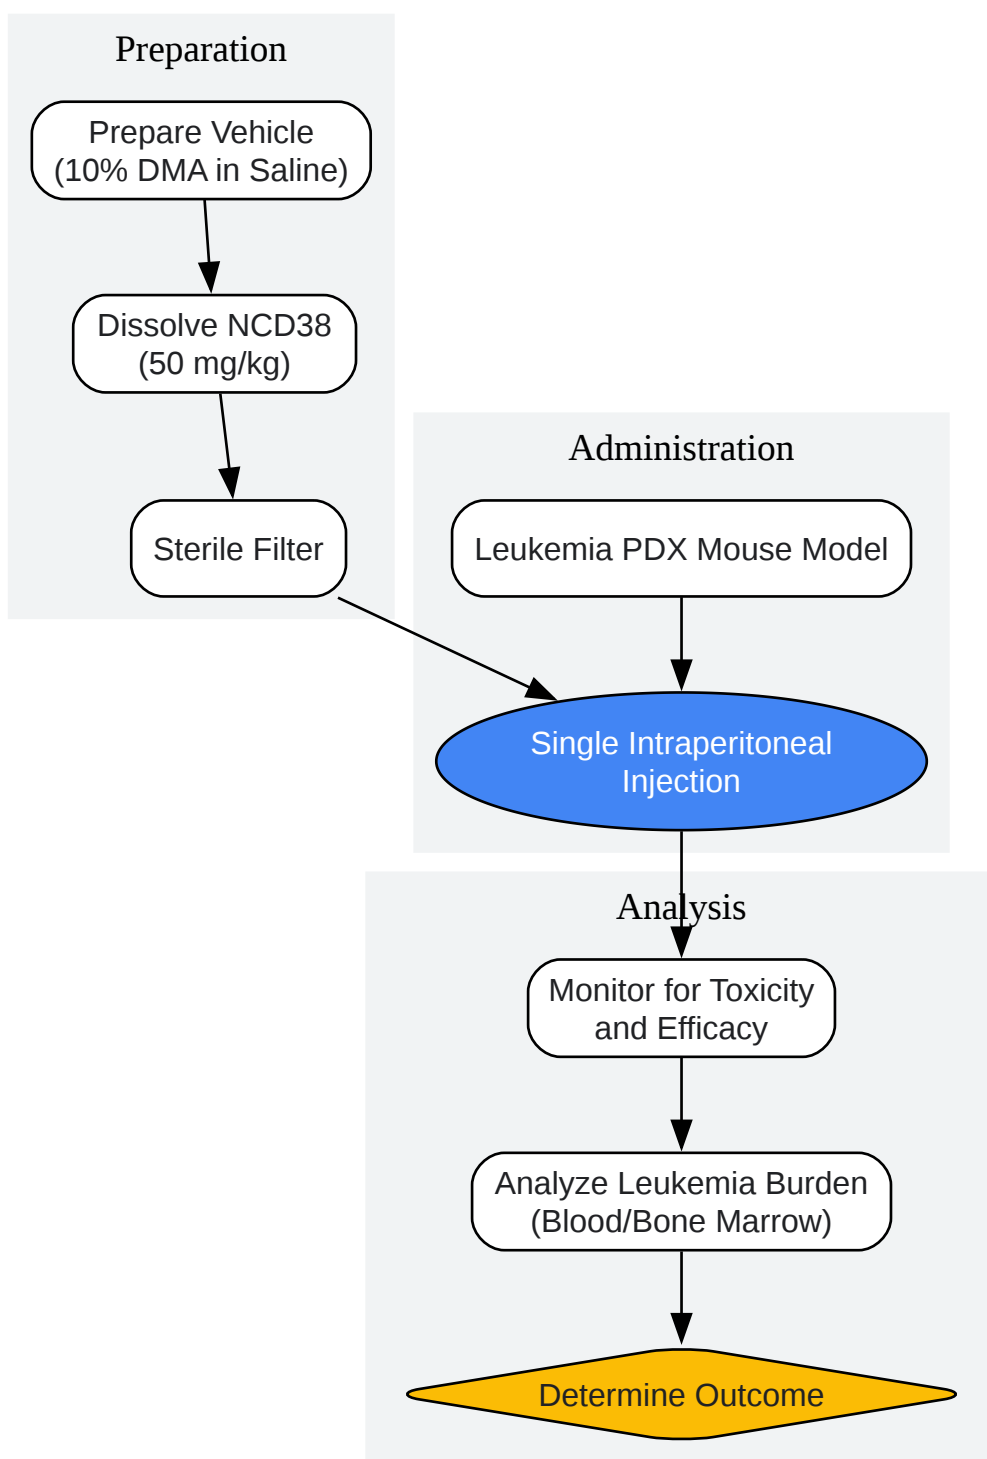 Preparation
Prepare Vehicle
(10% DMA in Saline)
Dissolve NCD38
(50 mg/kg)
Sterile Filter
Administration
Leukemia PDX Mouse Model
Single Intraperitoneal
Injection
Analysis
Monitor for Toxicity
and Efficacy
Analyze Leukemia Burden
(Blood/Bone Marrow)
Determine Outcome